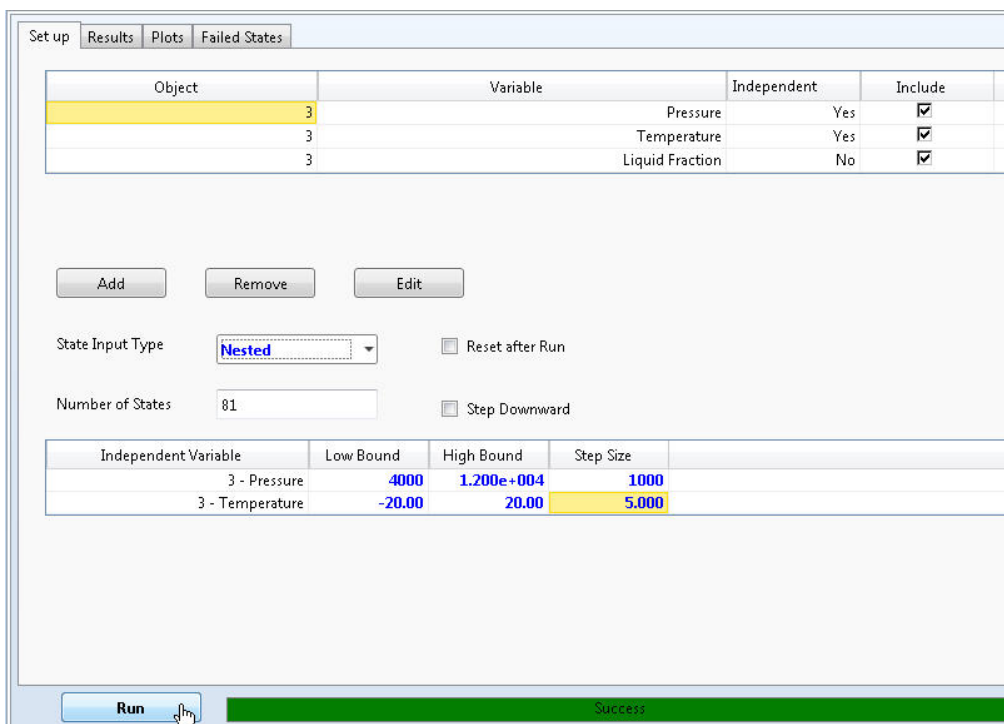 Set up Results Plots Failed States
Object Variable Independent Include
3 Pressure Yes
3 Temperature Yes
3 Liquid Fraction No
Add Remove Edit
State Input Type Nested Reset after Run
Number of States 81 Step Downward
Independent Variable Low Bound High Bound Step Size
3 - Pressure 4000 1.200e+004 1000
3 - Temperature -20.00 20.00 5.000
Run Success